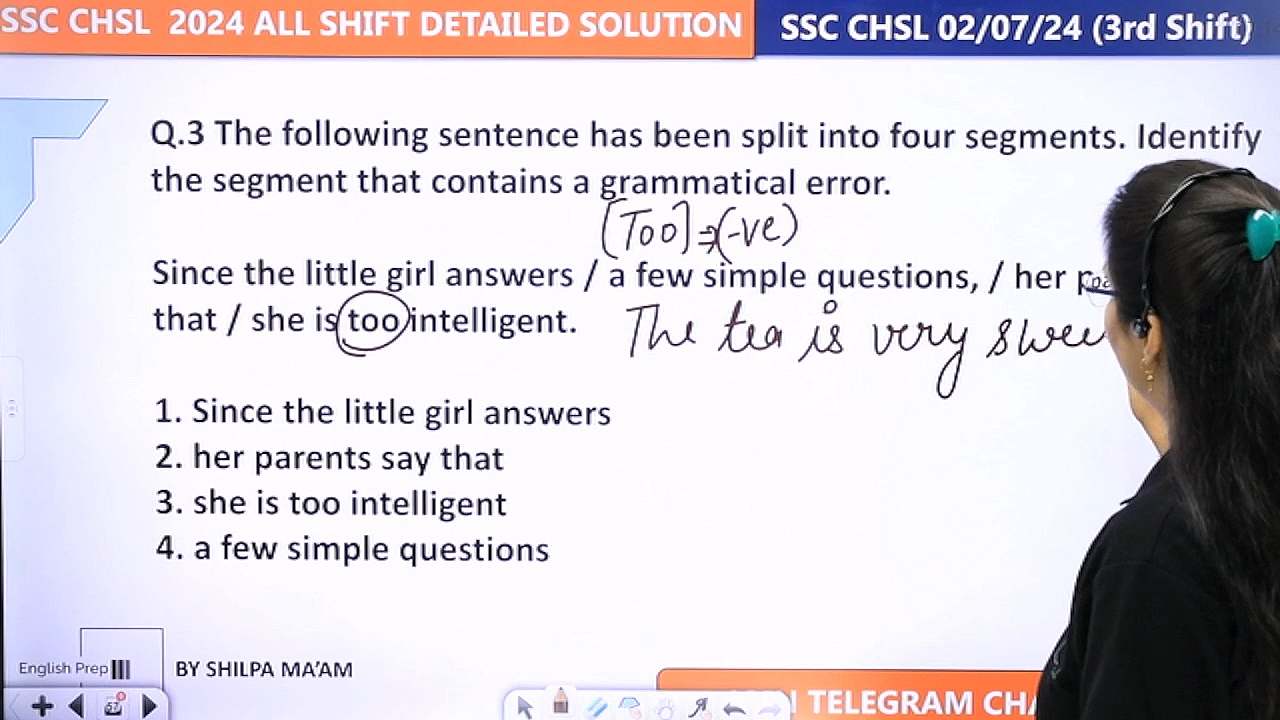 SSC CHSL 2024 ALL SHIFT DETAILED SOLUTION
SSC CHSL 02/07/24 (3rd Shift)
Q.3 The following sentence has been split into four segments. Identify
the segment that contains a grammatical error.
[Too]⇒(-ve)
Since the little girl answers / a few simple questions, / her
that / she is too intelligent.
The tea is very
1. Since the little girl answers
2. her parents say that
3. she is too intelligent
4. a few simple questions
English Prep
BY SHILPA MA'AM
TELEGRAM